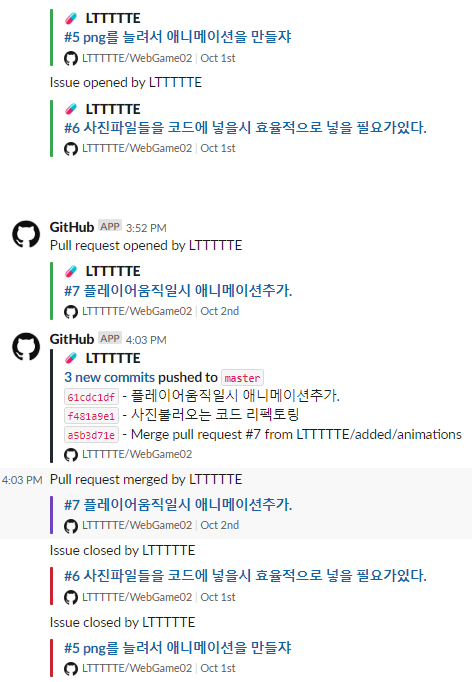 LTTTTTE
#5 png를 늘려서 애니메이션을 만들쟈
LTTTTTE/WebGame02 | Oct 1st
Issue opened by LTTTTTE
LTTTTTE
#6 사진파일들을 코드에 넣을시 효율적으로 넣을 필요가있다.
LTTTTTE/WebGame02 | Oct 1st
GitHub APP 3:52 PM
Pull request opened by LTTTTTE
LTTTTTE
#7 플레이어움직일시 애니메이션추가.
LTTTTTE/WebGame02 | Oct 2nd
GitHub APP 4:03 PM
LTTTTTE
3 new commits pushed to master
61cdc1df - 플레이어움직일시 애니메이션추가.
f481a9e1 - 사진불러오는 코드 리펙토링
a5b3d71e - Merge pull request #7 from LTTTTTE/added/animations
LTTTTTE/WebGame02
4:03 PM Pull request merged by LTTTTTE
#7 플레이어움직일시 애니메이션추가.
LTTTTTE/WebGame02 | Oct 2nd
Issue closed by LTTTTTE
#6 사진파일들을 코드에 넣을시 효율적으로 넣을 필요가있다.
LTTTTTE/WebGame02 | Oct 1st
Issue closed by LTTTTTE
#5 png를 늘려서 애니메이션을 만들쟈
LTTTTTE/WebGame02 | Oct 1st